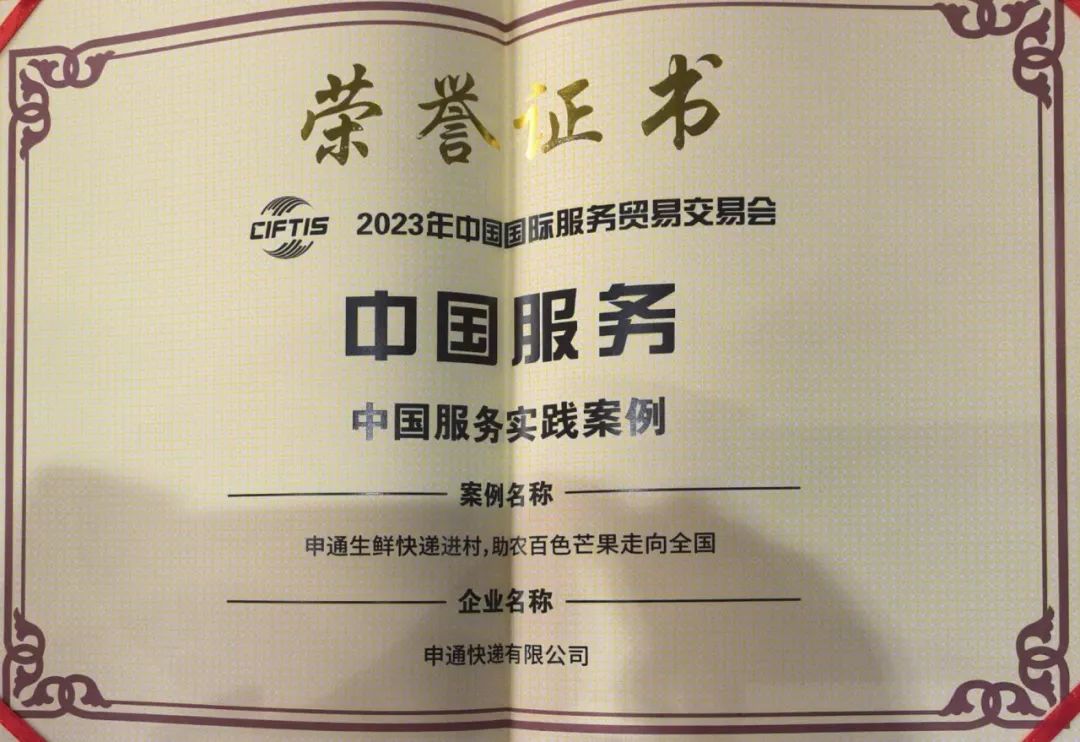 荣誉证书
CIFTIS 2023年中国国际服务贸易交易会
中国服务
中国服务实践案例
案例名称
申通生鲜快递进村,助农百色芒果走向全国
企业名称
申通快递有限公司